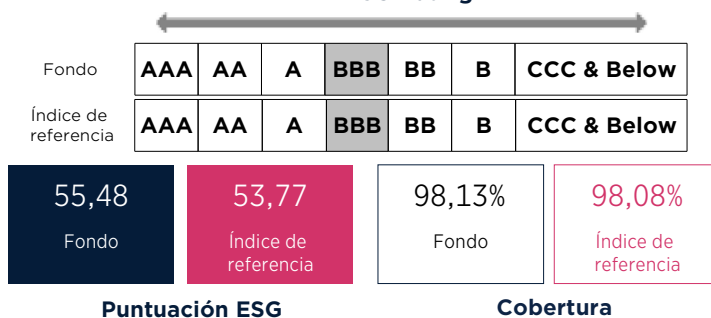 Fondo AAA AA A BBB BB B CCC & Below
Índice de
referencia AAA AA A BBB BB B CCC & Below
55,48 53,77 98,13% 98,08%
Fondo Índice de
referencia Fondo Índice de
referencia
Puntuación ESG Cobertura